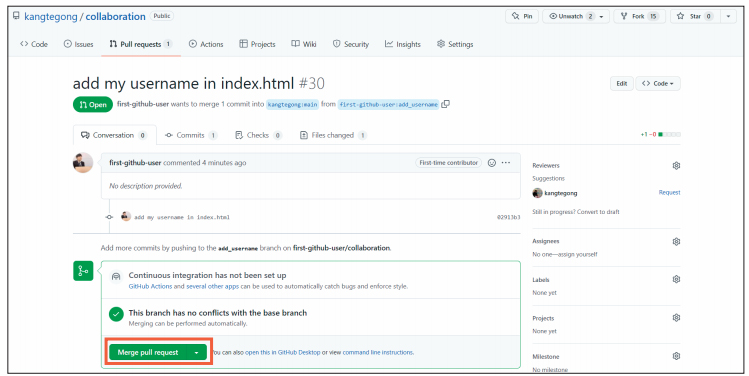 kangtegong / collaboration Public
Pin
Unwatch 2
Fork 15
Star 0
Code
Issues
Pull requests 1
Actions
Projects
Wiki
Security
Insights
Settings
add my username in index.html #30
Edit
Code
Open
first-github-user wants to merge 1 commit into kangtegong:main from first-github-user:add_username
Conversation 0
Commits 1
Checks 0
Files changed 1
+1 −0
first-github-user commented 4 minutes ago
First-time contributor
No description provided.
add my username in index.html
02913b3
Add more commits by pushing to the add_username branch on first-github-user/collaboration.
Continuous integration has not been set up
GitHub Actions and several other apps can be used to automatically catch bugs and enforce style.
This branch has no conflicts with the base branch
Merging can be performed automatically.
Merge pull request
You can also open this in GitHub Desktop or view command line instructions.
Reviewers
Suggestions
kangtegong
Request
Still in progress? Convert to draft
Assignees
No one—assign yourself
Labels
None yet
Projects
None yet
Milestone
No milestone